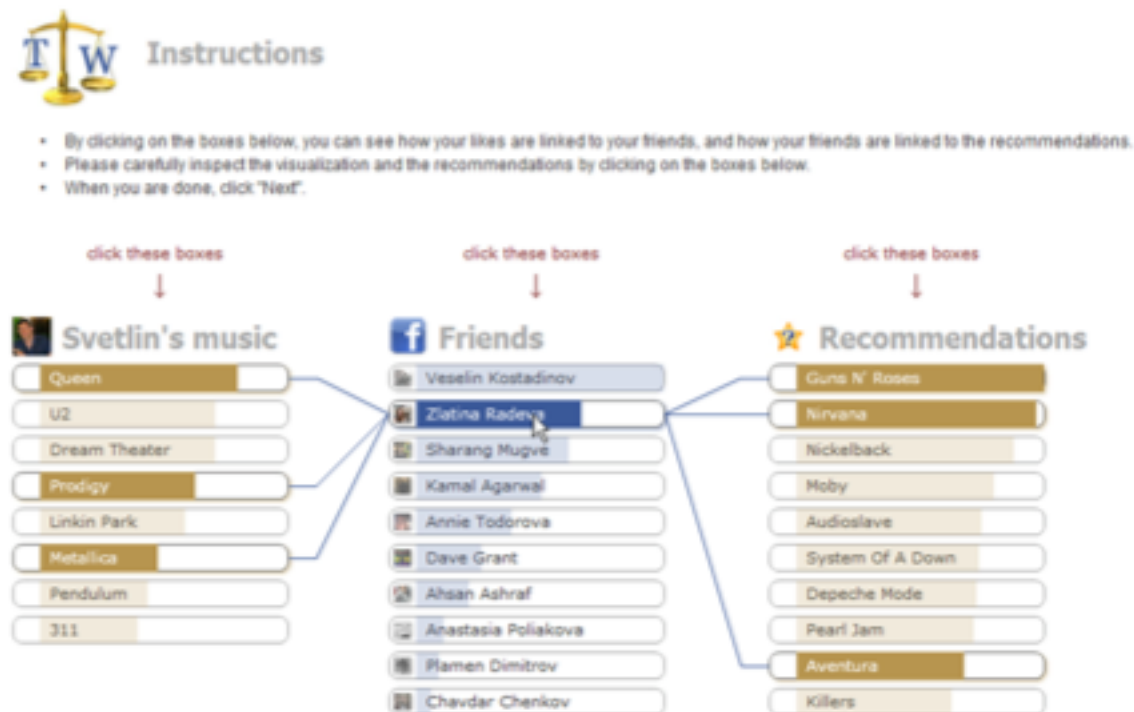 T W
Instructions
• By clicking on the boxes below, you can see how your likes are linked to your friends, and how your friends are linked to the recommendations.
• Please carefully inspect the visualization and the recommendations by clicking on the boxes below.
• When you are done, click "Next".
click these boxes
click these boxes
click these boxes
Svetlin's music
Queen
U2
Dream Theater
Prodigy
Linkin Park
Metallica
Pendulum
311
f Friends
Veselin Kostadinov
Zlatina Radeva
Sharang Mugve
Kamal Agarwal
Annie Todorova
Dave Grant
Ahsan Ashraf
Anastasia Poliakova
Plamen Dimitrov
Chavdar Chenkov
? Recommendations
Guns N' Roses
Nirvana
Nickelback
Moby
Audioslave
System Of A Down
Depeche Mode
Pearl Jam
Aventura
Killers